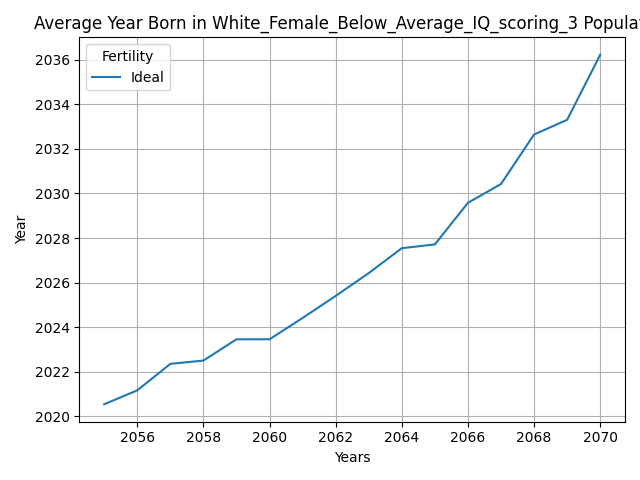 Average Year Born in White_Female_Below_Average_IQ_scoring_3 Popula
Fertility
Ideal
2036
2034
2032
2030
2028
2026
2024
2022
2020
Year
2056 2058 2060 2062 2064 2066 2068 2070
Years